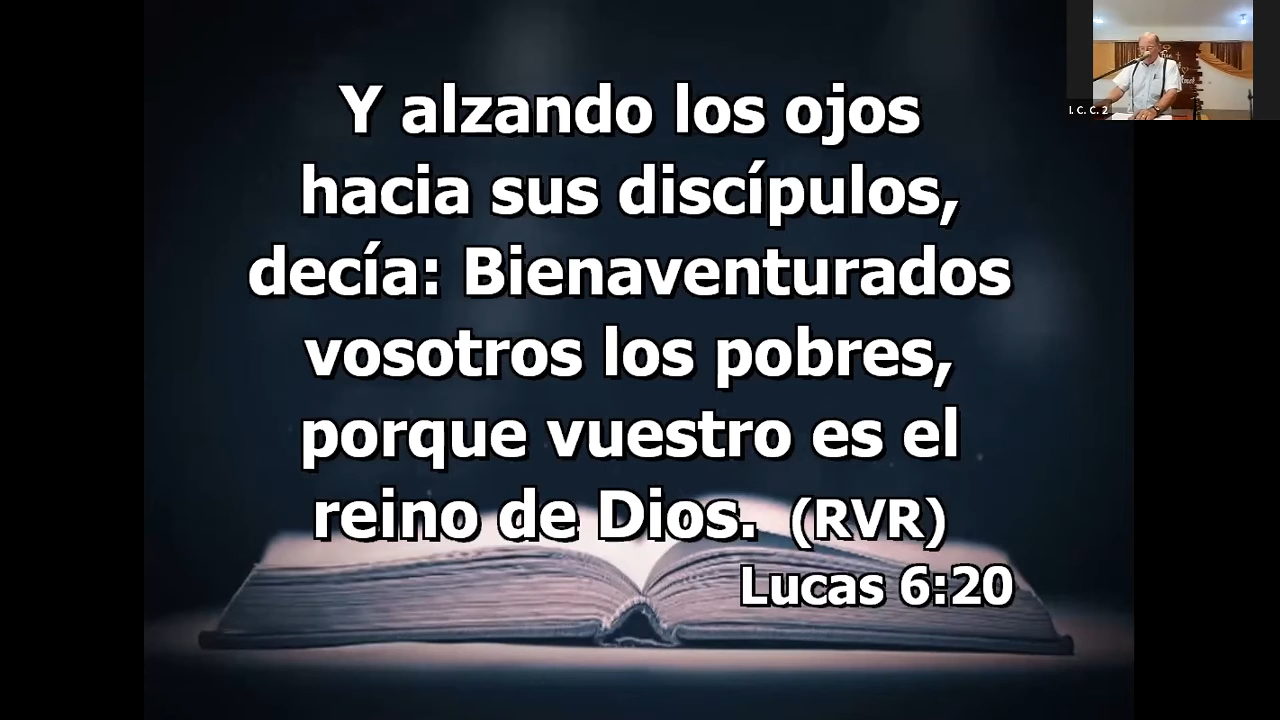 Y alzando los ojos
hacia sus discípulos,
decía: Bienaventurados
vosotros los pobres,
porque vuestro es el
reino de Dios. (RVR)
Lucas 6:20
I. C. C. 2